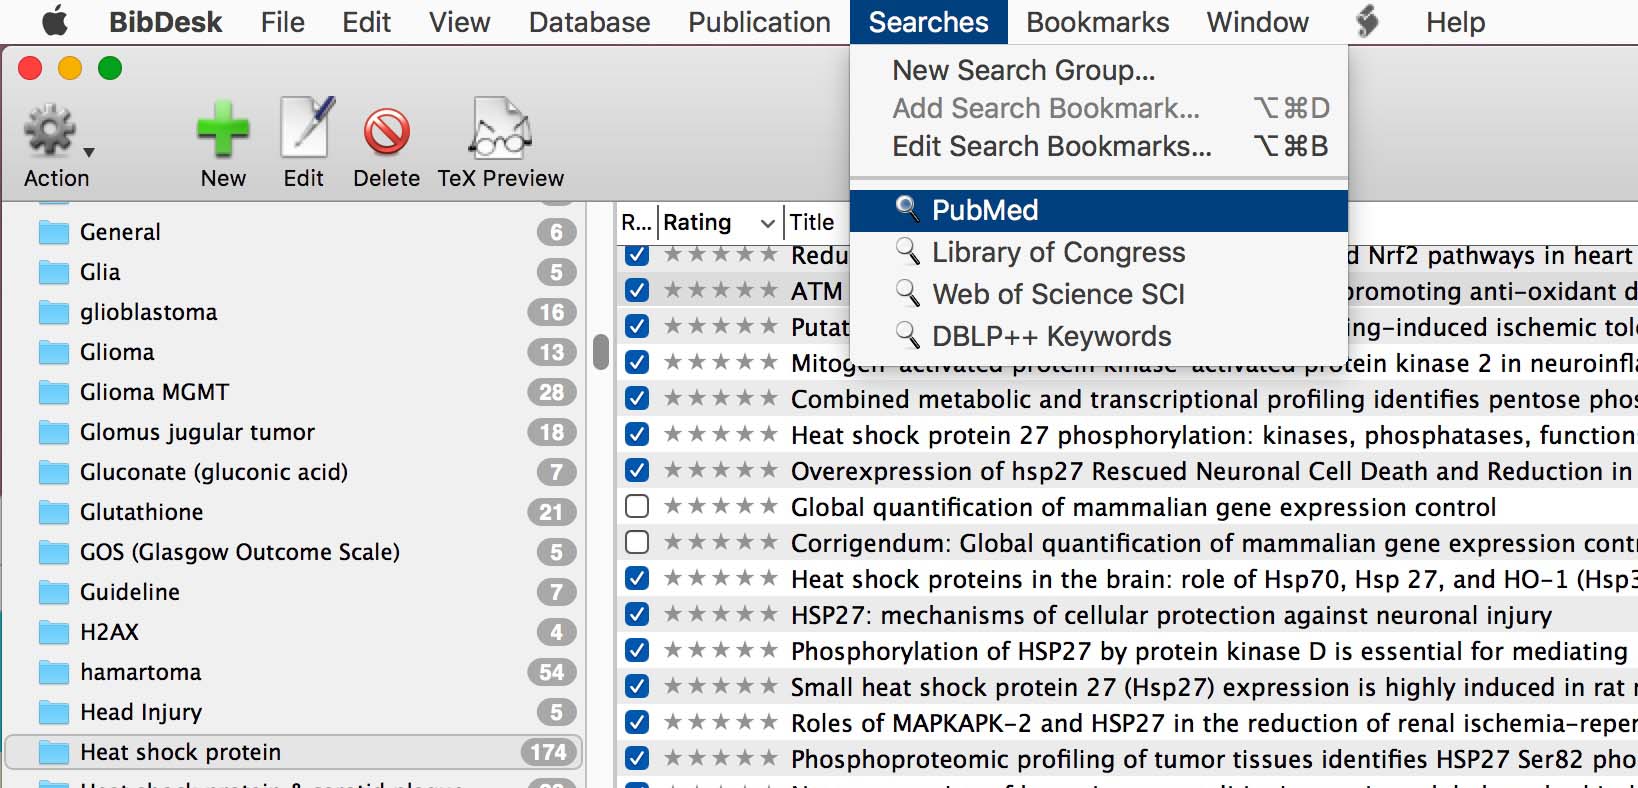 BibDesk File Edit View Database Publication Searches Bookmarks Window Help
New Search Group...
Add Search Bookmark... ⌥⌘D
Edit Search Bookmarks... ⌥⌘B
PubMed
Library of Congress
Web of Science SCI
DBLP++ Keywords
Action New Edit Delete TeX Preview
General 6
Glia 5
glioblastoma 16
Glioma 13
Glioma MGMT 28
Glomus jugular tumor 18
Gluconate (gluconic acid) 7
Glutathione 21
GOS (Glasgow Outcome Scale) 5
Guideline 7
H2AX 4
hamartoma 54
Head Injury 5
Heat shock protein 174
R... Rating Title
Redu d Nrf2 pathways in heart
ATM promoting anti-oxidant d
Putat ing-induced ischemic tole
Mitogen-activated protein kinase-activated protein kinase 2 in neuroinfla
Combined metabolic and transcriptional profiling identifies pentose phos
Heat shock protein 27 phosphorylation: kinases, phosphatases, function
Overexpression of hsp27 Rescued Neuronal Cell Death and Reduction in
Global quantification of mammalian gene expression control
Corrigendum: Global quantification of mammalian gene expression contr
Heat shock proteins in the brain: role of Hsp70, Hsp 27, and HO-1 (Hsp3
HSP27: mechanisms of cellular protection against neuronal injury
Phosphorylation of HSP27 by protein kinase D is essential for mediating
Small heat shock protein 27 (Hsp27) expression is highly induced in rat r
Roles of MAPKAPK-2 and HSP27 in the reduction of renal ischemia-repe
Phosphoproteomic profiling of tumor tissues identifies HSP27 Ser82 pho